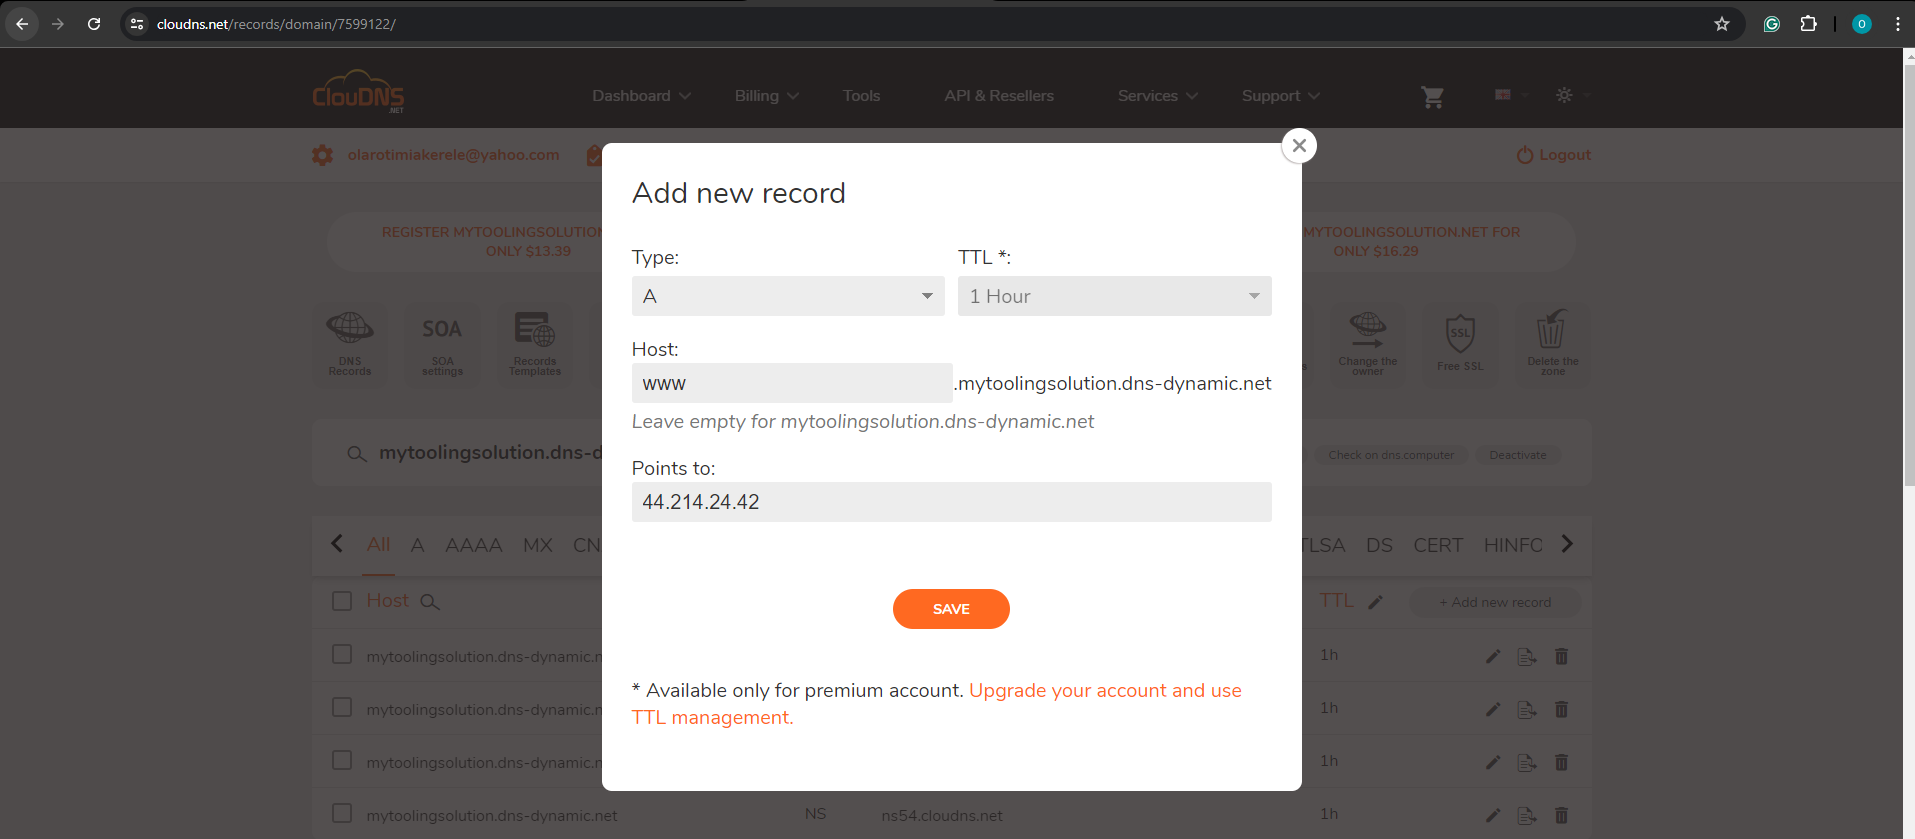 cloudns.net/records/domain/7599122/
O
ClouDNS
.NET
Dashboard
Billing
Tools
API & Resellers
Services
Support
olarotimiakerele@yahoo.com
Logout
REGISTER MYTOOLINGSOLUTION
ONLY $13.39
MYTOOLINGSOLUTION.NET FOR
ONLY $16.29
DNS
Records
SOA
SOA
settings
Records
Templates
Change the
owner
SSL
Free SSL
Delete the
zone
mytoolingsolution.dns-d
Check on dns.computer
Deactivate
Add new record
Type:
TTL *:
A
1 Hour
Host:
www
.mytoolingsolution.dns-dynamic.net
Leave empty for mytoolingsolution.dns-dynamic.net
Points to:
44.214.24.42
SAVE
* Available only for premium account. Upgrade your account and use
TTL management.
All
A
AAAA
MX
CN
TLSA
DS
CERT
HINFO
Host
TTL
+ Add new record
mytoolingsolution.dns-dynamic.n
1h
mytoolingsolution.dns-dynamic.n
1h
mytoolingsolution.dns-dynamic.n
1h
mytoolingsolution.dns-dynamic.net
NS
ns54.cloudns.net
1h